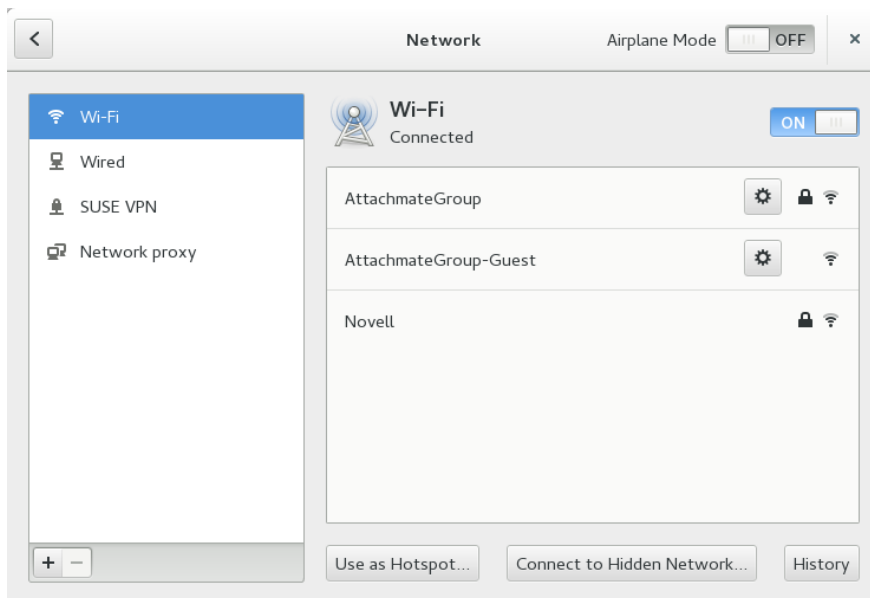 Network
Airplane Mode
OFF
Wi-Fi
Wired
SUSE VPN
Network proxy
Wi-Fi
Connected
ON
AttachmateGroup
AttachmateGroup-Guest
Novell
Use as Hotspot...
Connect to Hidden Network...
History